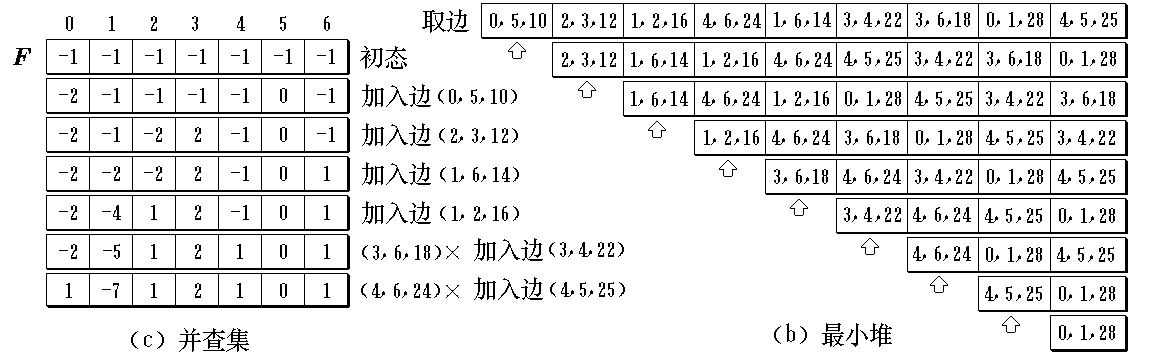 0 1 2 3 4 5 6
F -1 -1 -1 -1 -1 -1 -1 初态
-2 -1 -1 -1 -1 0 -1 加入边(0,5,10)
-2 -1 -2 2 -1 0 -1 加入边(2,3,12)
-2 -2 -2 2 -1 0 1 加入边(1,6,14)
-2 -4 1 2 -1 0 1 加入边(1,2,16)
-2 -5 1 2 1 0 1 (3,6,18)× 加入边(3,4,22)
1 -7 1 2 1 0 1 (4,6,24)× 加入边(4,5,25)
(c) 并查集
取边 0,5,10 2,3,12 1,2,16 4,6,24 1,6,14 3,4,22 3,6,18 0,1,28 4,5,25
2,3,12 1,6,14 1,2,16 4,6,24 4,5,25 3,4,22 3,6,18 0,1,28
1,6,14 4,6,24 1,2,16 0,1,28 4,5,25 3,4,22 3,6,18
1,2,16 4,6,24 3,6,18 0,1,28 4,5,25 3,4,22
3,6,18 4,6,24 3,4,22 0,1,28 4,5,25
3,4,22 4,6,24 4,5,25 0,1,28
4,6,24 0,1,28 4,5,25
4,5,25 0,1,28
0,1,28
(b) 最小堆